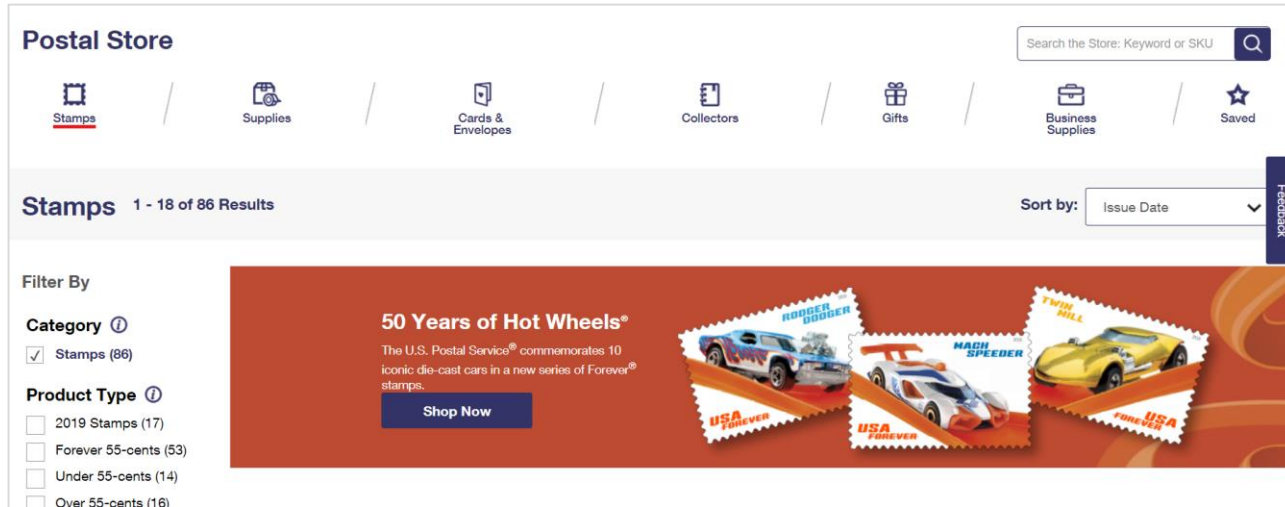 Postal Store
Search the Store: Keyword or SKU
Stamps
Supplies
Cards &
Envelopes
Collectors
Gifts
Business
Supplies
Saved
Feedback
Stamps 1 - 18 of 86 Results
Sort by: Issue Date
Filter By
Category
Stamps (86)
Product Type
2019 Stamps (17)
Forever 55-cents (53)
Under 55-cents (14)
Over 55-cents (16)
50 Years of Hot Wheels®
The U.S. Postal Service® commemorates 10
iconic die-cast cars in a new series of Forever®
stamps.
Shop Now
RODGER
DODGER
USA
FOREVER
MACH
SPEEDER
USA
FOREVER
TWIN
MILL
USA
FOREVER